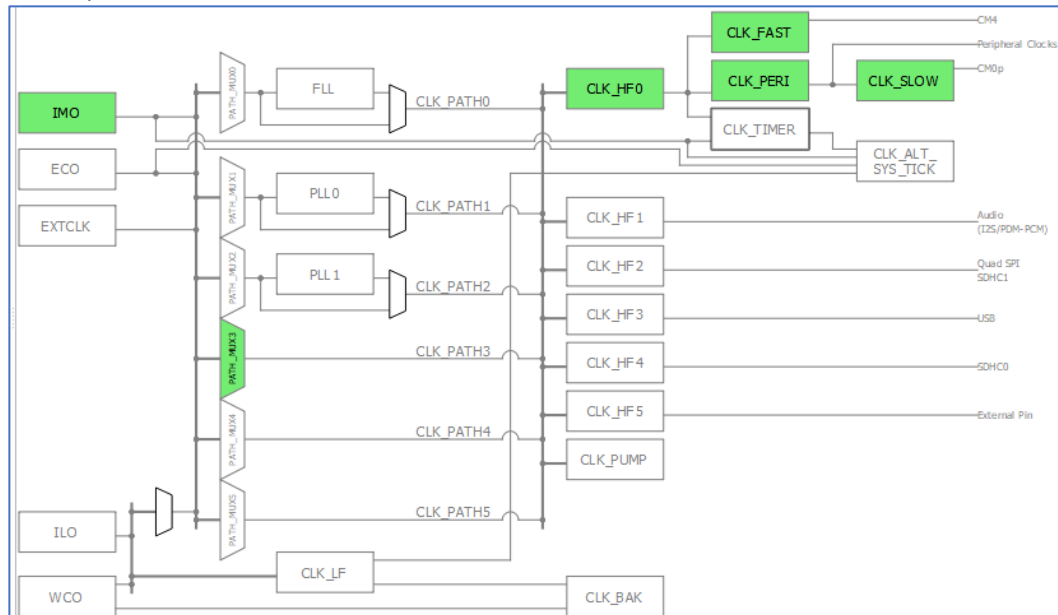 CLK_FAST
CM4
Peripheral Clocks
CM0p
PATH_MUX0
FLL
CLK_PATH0
CLK_HF0
CLK_PERI
CLK_SLOW
IMO
CLK_TIMER
ECO
CLK_ALT_
SYS_TICK
PATH_MUX1
PLL0
CLK_PATH1
CLK_HF1
Audio
(I2S/PDM-PCM)
EXTCLK
PATH_MUX2
PLL1
CLK_PATH2
CLK_HF2
Quad SPI
SDHC1
CLK_HF3
USB
PATH_MUX3
CLK_PATH3
CLK_HF4
SDHC0
CLK_HF5
External Pin
PATH_MUX4
CLK_PATH4
CLK_PUMP
PATH_MUX5
CLK_PATH5
ILO
CLK_LF
WCO
CLK_BAK